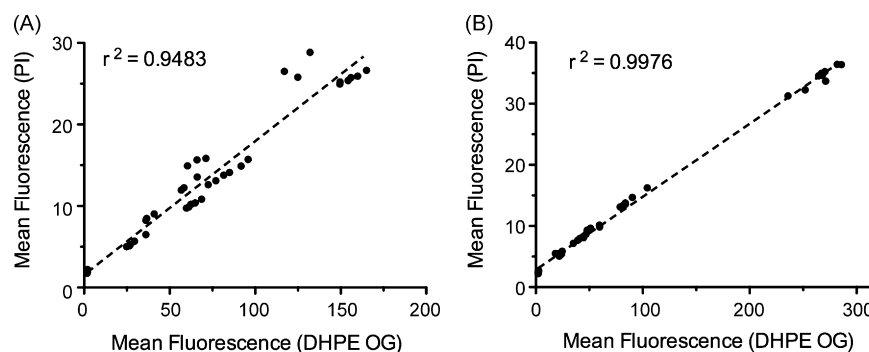 (A)
r² = 0.9483
Mean Fluorescence (PI)
30
20
10
0
0 50 100 150 200
Mean Fluorescence (DHPE OG)
(B)
r² = 0.9976
Mean Fluorescence (PI)
40
30
20
10
0
0 100 200 300
Mean Fluorescence (DHPE OG)